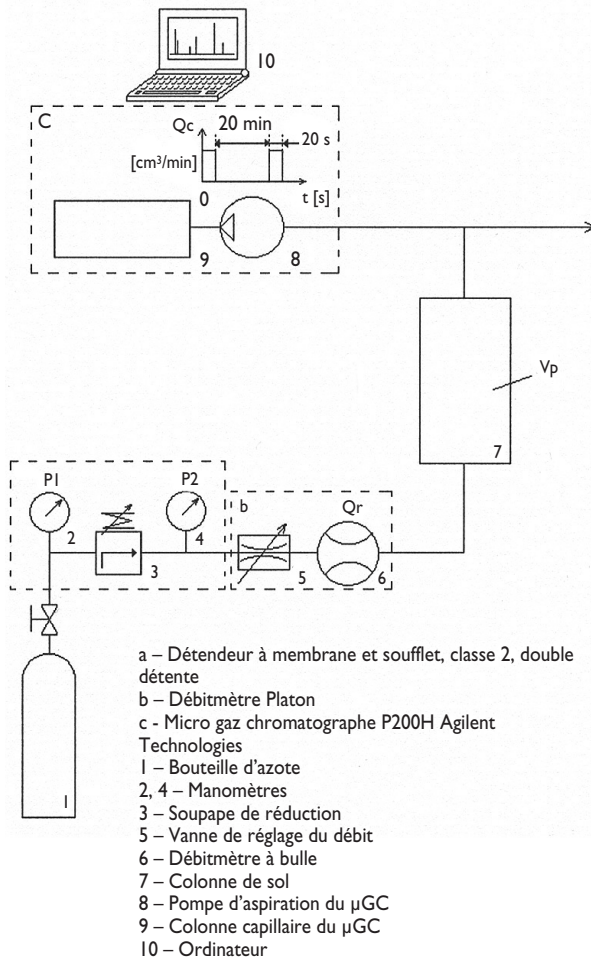 10
C
Qc
20 min
20 s
[cm³/min]
0
t [s]
9
8
Vp
7
P1
P2
2
4
3
b
Qr
5
6
1
a – Détendeur à membrane et soufflet, classe 2, double
détente
b – Débitmètre Platon
c - Micro gaz chromatographe P200H Agilent
Technologies
1 – Bouteille d'azote
2, 4 – Manomètres
3 – Soupape de réduction
5 – Vanne de réglage du débit
6 – Débitmètre à bulle
7 – Colonne de sol
8 – Pompe d'aspiration du µGC
9 – Colonne capillaire du µGC
10 – Ordinateur